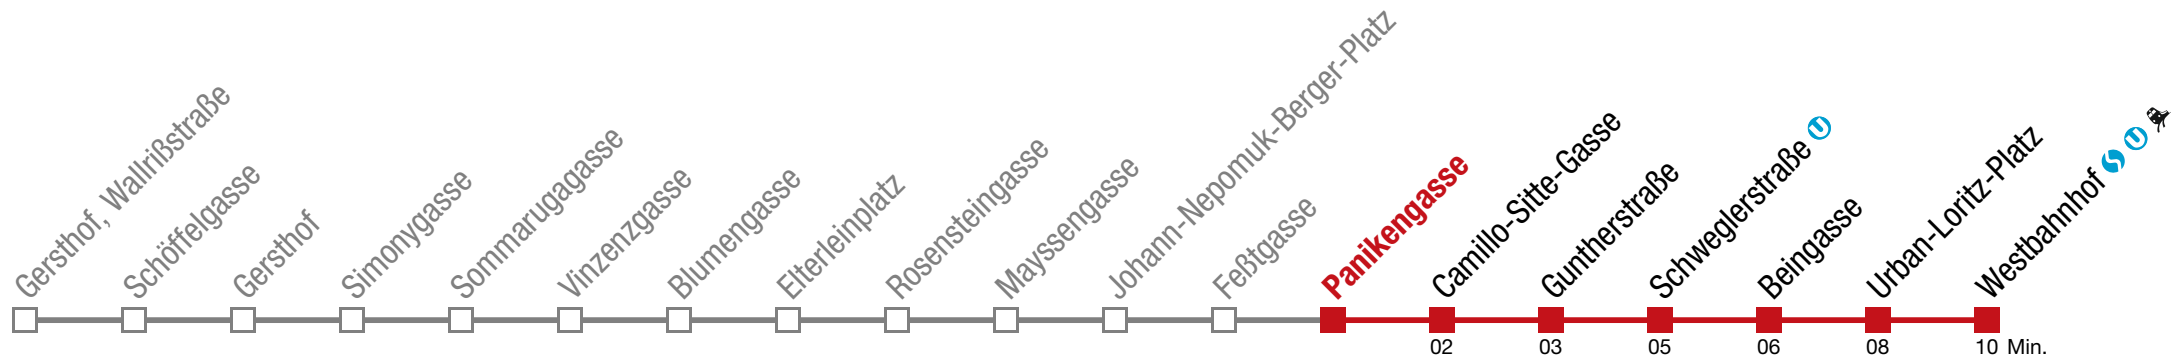 Gersthof, Wallrißstraße
Schöffelgasse
Gersthof
Simonygasse
Sommarugagasse
Vinzenzgasse
Blumengasse
Elterleinplatz
Rosensteingasse
Mayssengasse
Johann-Nepomuk-Berger-Platz
Feßtgasse
Panikengasse
Camillo-Sitte-Gasse
Guntherstraße
Schweglerstraße U
Beingasse
Urban-Loritz-Platz
Westbahnhof S U
02 03 05 06 08 10 Min.